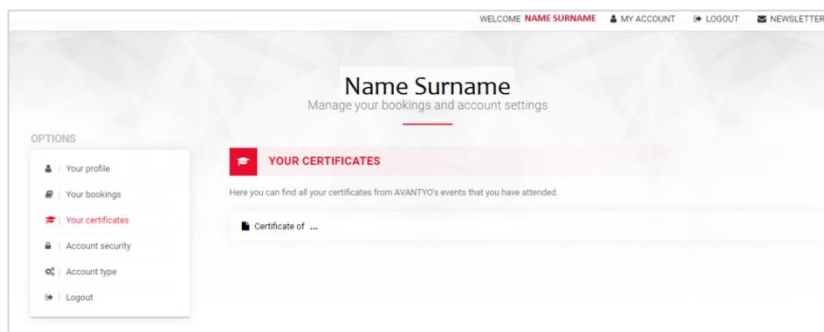 WELCOME NAME SURNAME MY ACCOUNT LOGOUT NEWSLETTER
Name Surname
Manage your bookings and account settings
OPTIONS
Your profile
Your bookings
Your certificates
Account security
Account type
Logout
YOUR CERTIFICATES
Here you can find all your certificates from AVANTYO's events that you have attended.
Certificate of ...